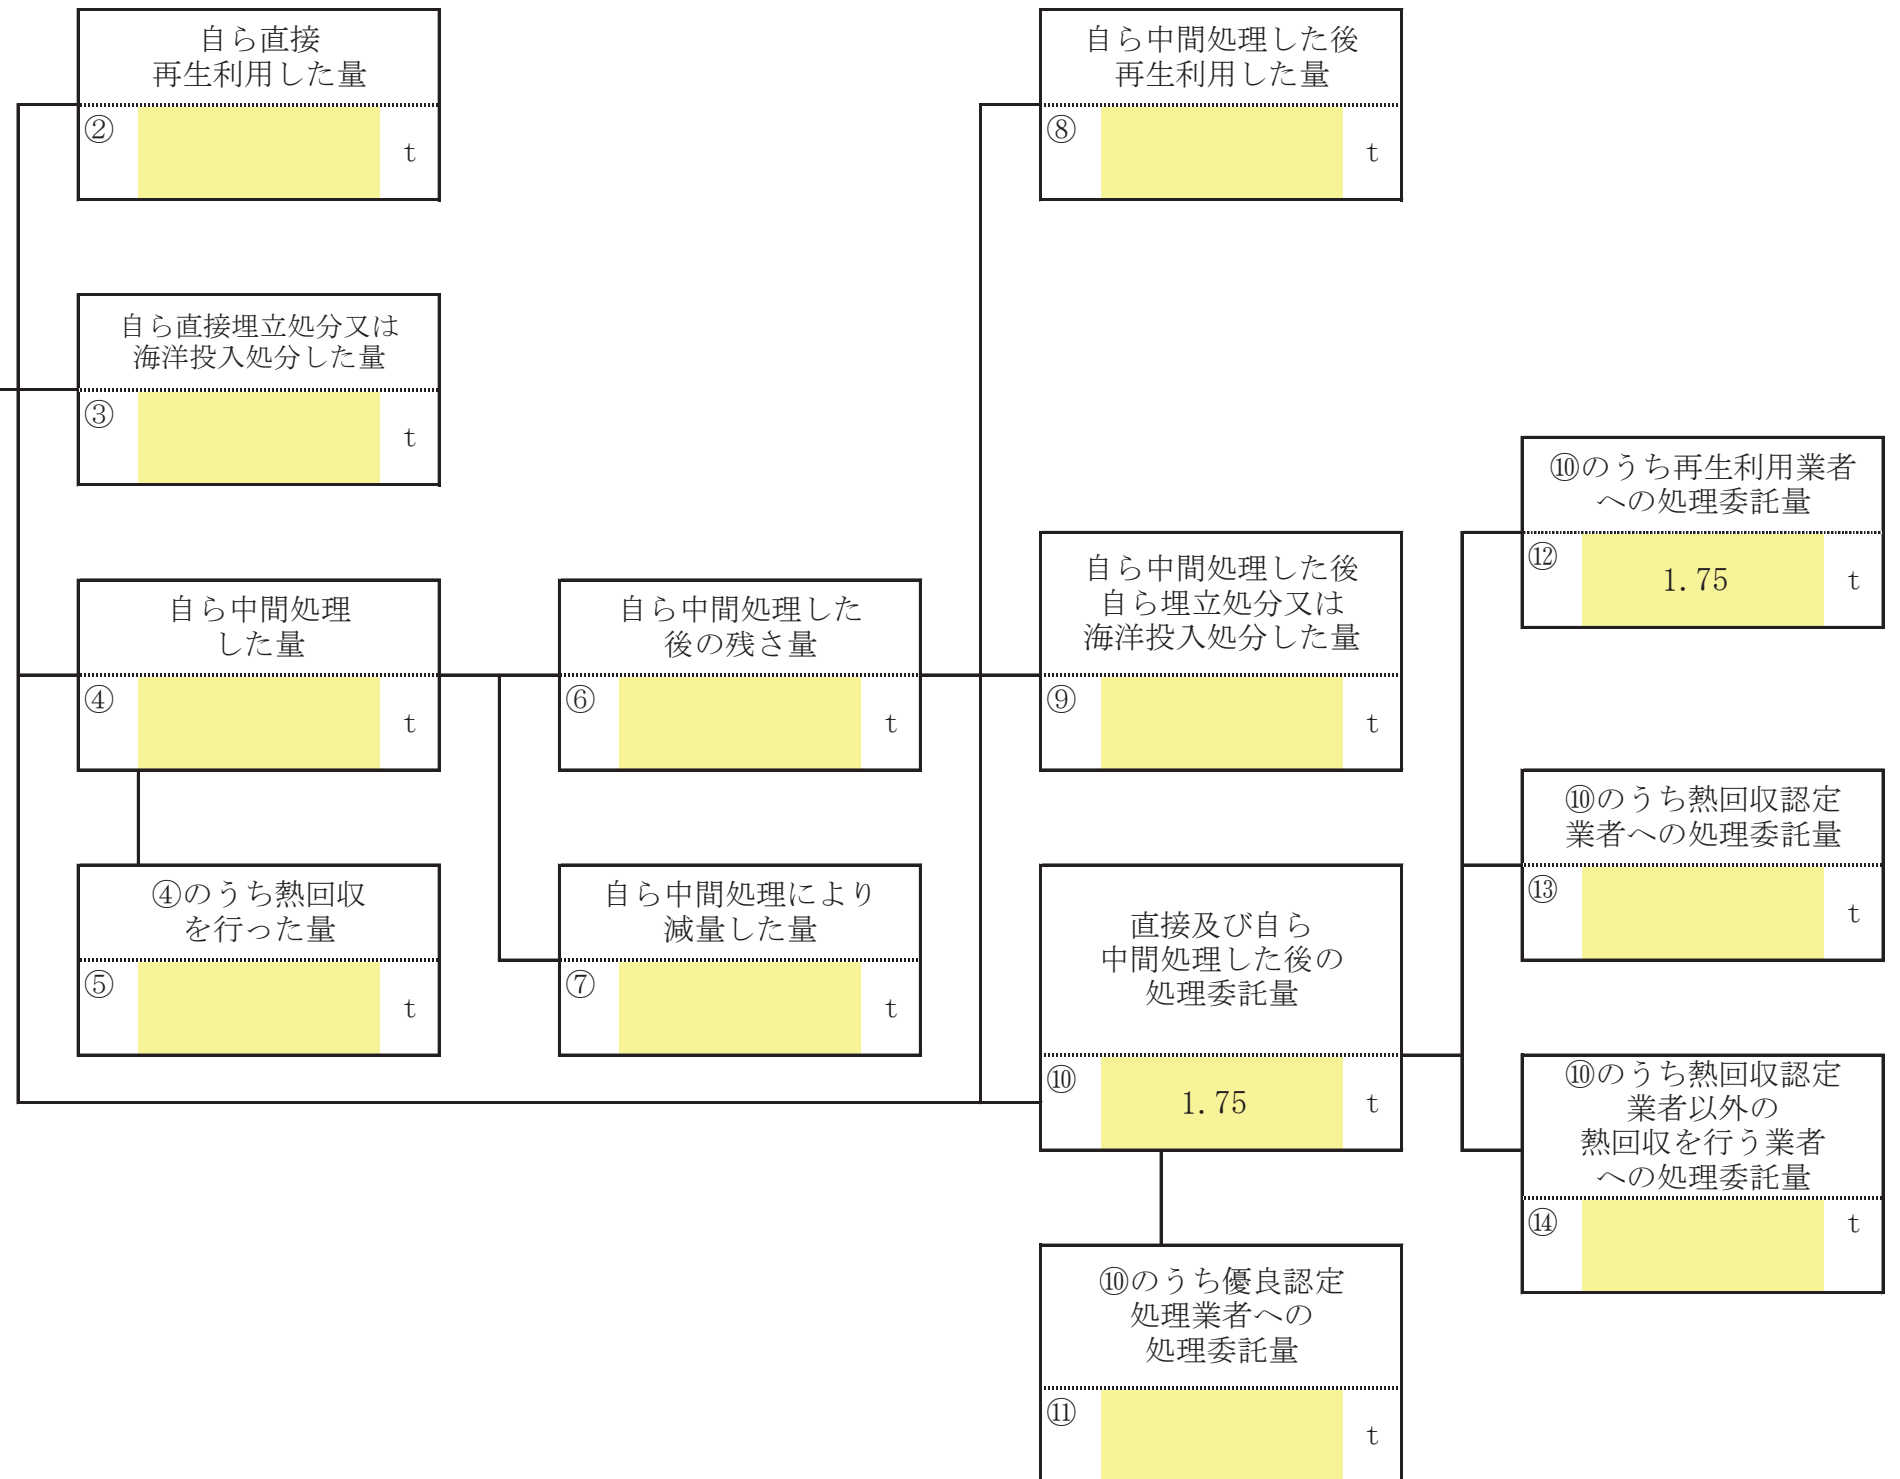 自ら直接
再生利用した量
②
t
自ら中間処理した後
再生利用した量
⑧
t
自ら直接埋立処分又は
海洋投入処分した量
③
t
⑩のうち再生利用業者
への処理委託量
⑫
1.75
t
自ら中間処理
した量
④
t
自ら中間処理した
後の残さ量
⑥
t
自ら中間処理した後
自ら埋立処分又は
海洋投入処分した量
⑨
t
⑩のうち熱回収認定
業者への処理委託量
⑬
t
④のうち熱回収
を行った量
⑤
t
自ら中間処理により
減量した量
⑦
t
直接及び自ら
中間処理した後の
処理委託量
⑩
1.75
t
⑩のうち熱回収認定
業者以外の
熱回収を行う業者
への処理委託量
⑭
t
⑩のうち優良認定
処理業者への
処理委託量
⑪
t